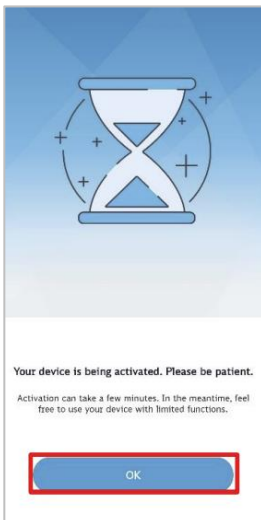 Your device is being activated. Please be patient.
Activation can take a few minutes. In the meantime, feel
free to use your device with limited functions.
OK